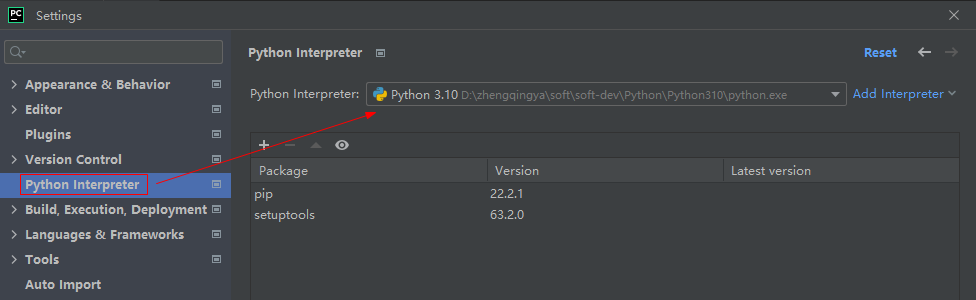 PC Settings
Python Interpreter Reset
Appearance & Behavior
Python Interpreter: Python 3.10 D:\zhengqingya\soft\soft-dev\Python\Python310\python.exe Add Interpreter
Editor
Plugins
Version Control
Package Version Latest version
Python Interpreter
pip 22.2.1
Build, Execution, Deployment
setuptools 63.2.0
Languages & Frameworks
Tools
Auto Import